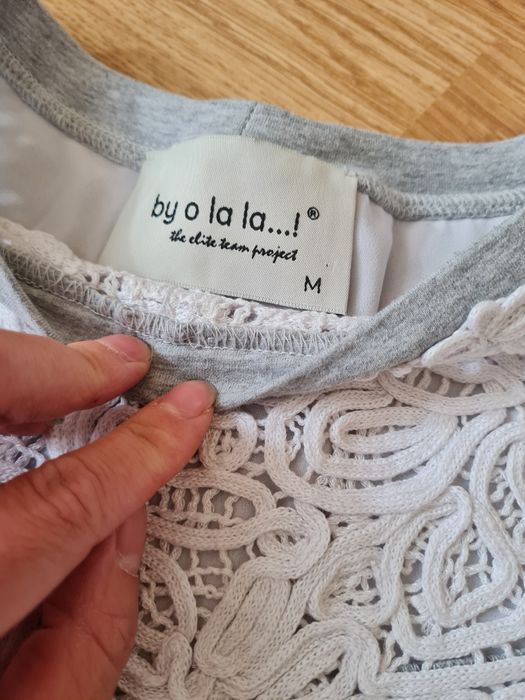 by o la la...!®
the elite team project
M